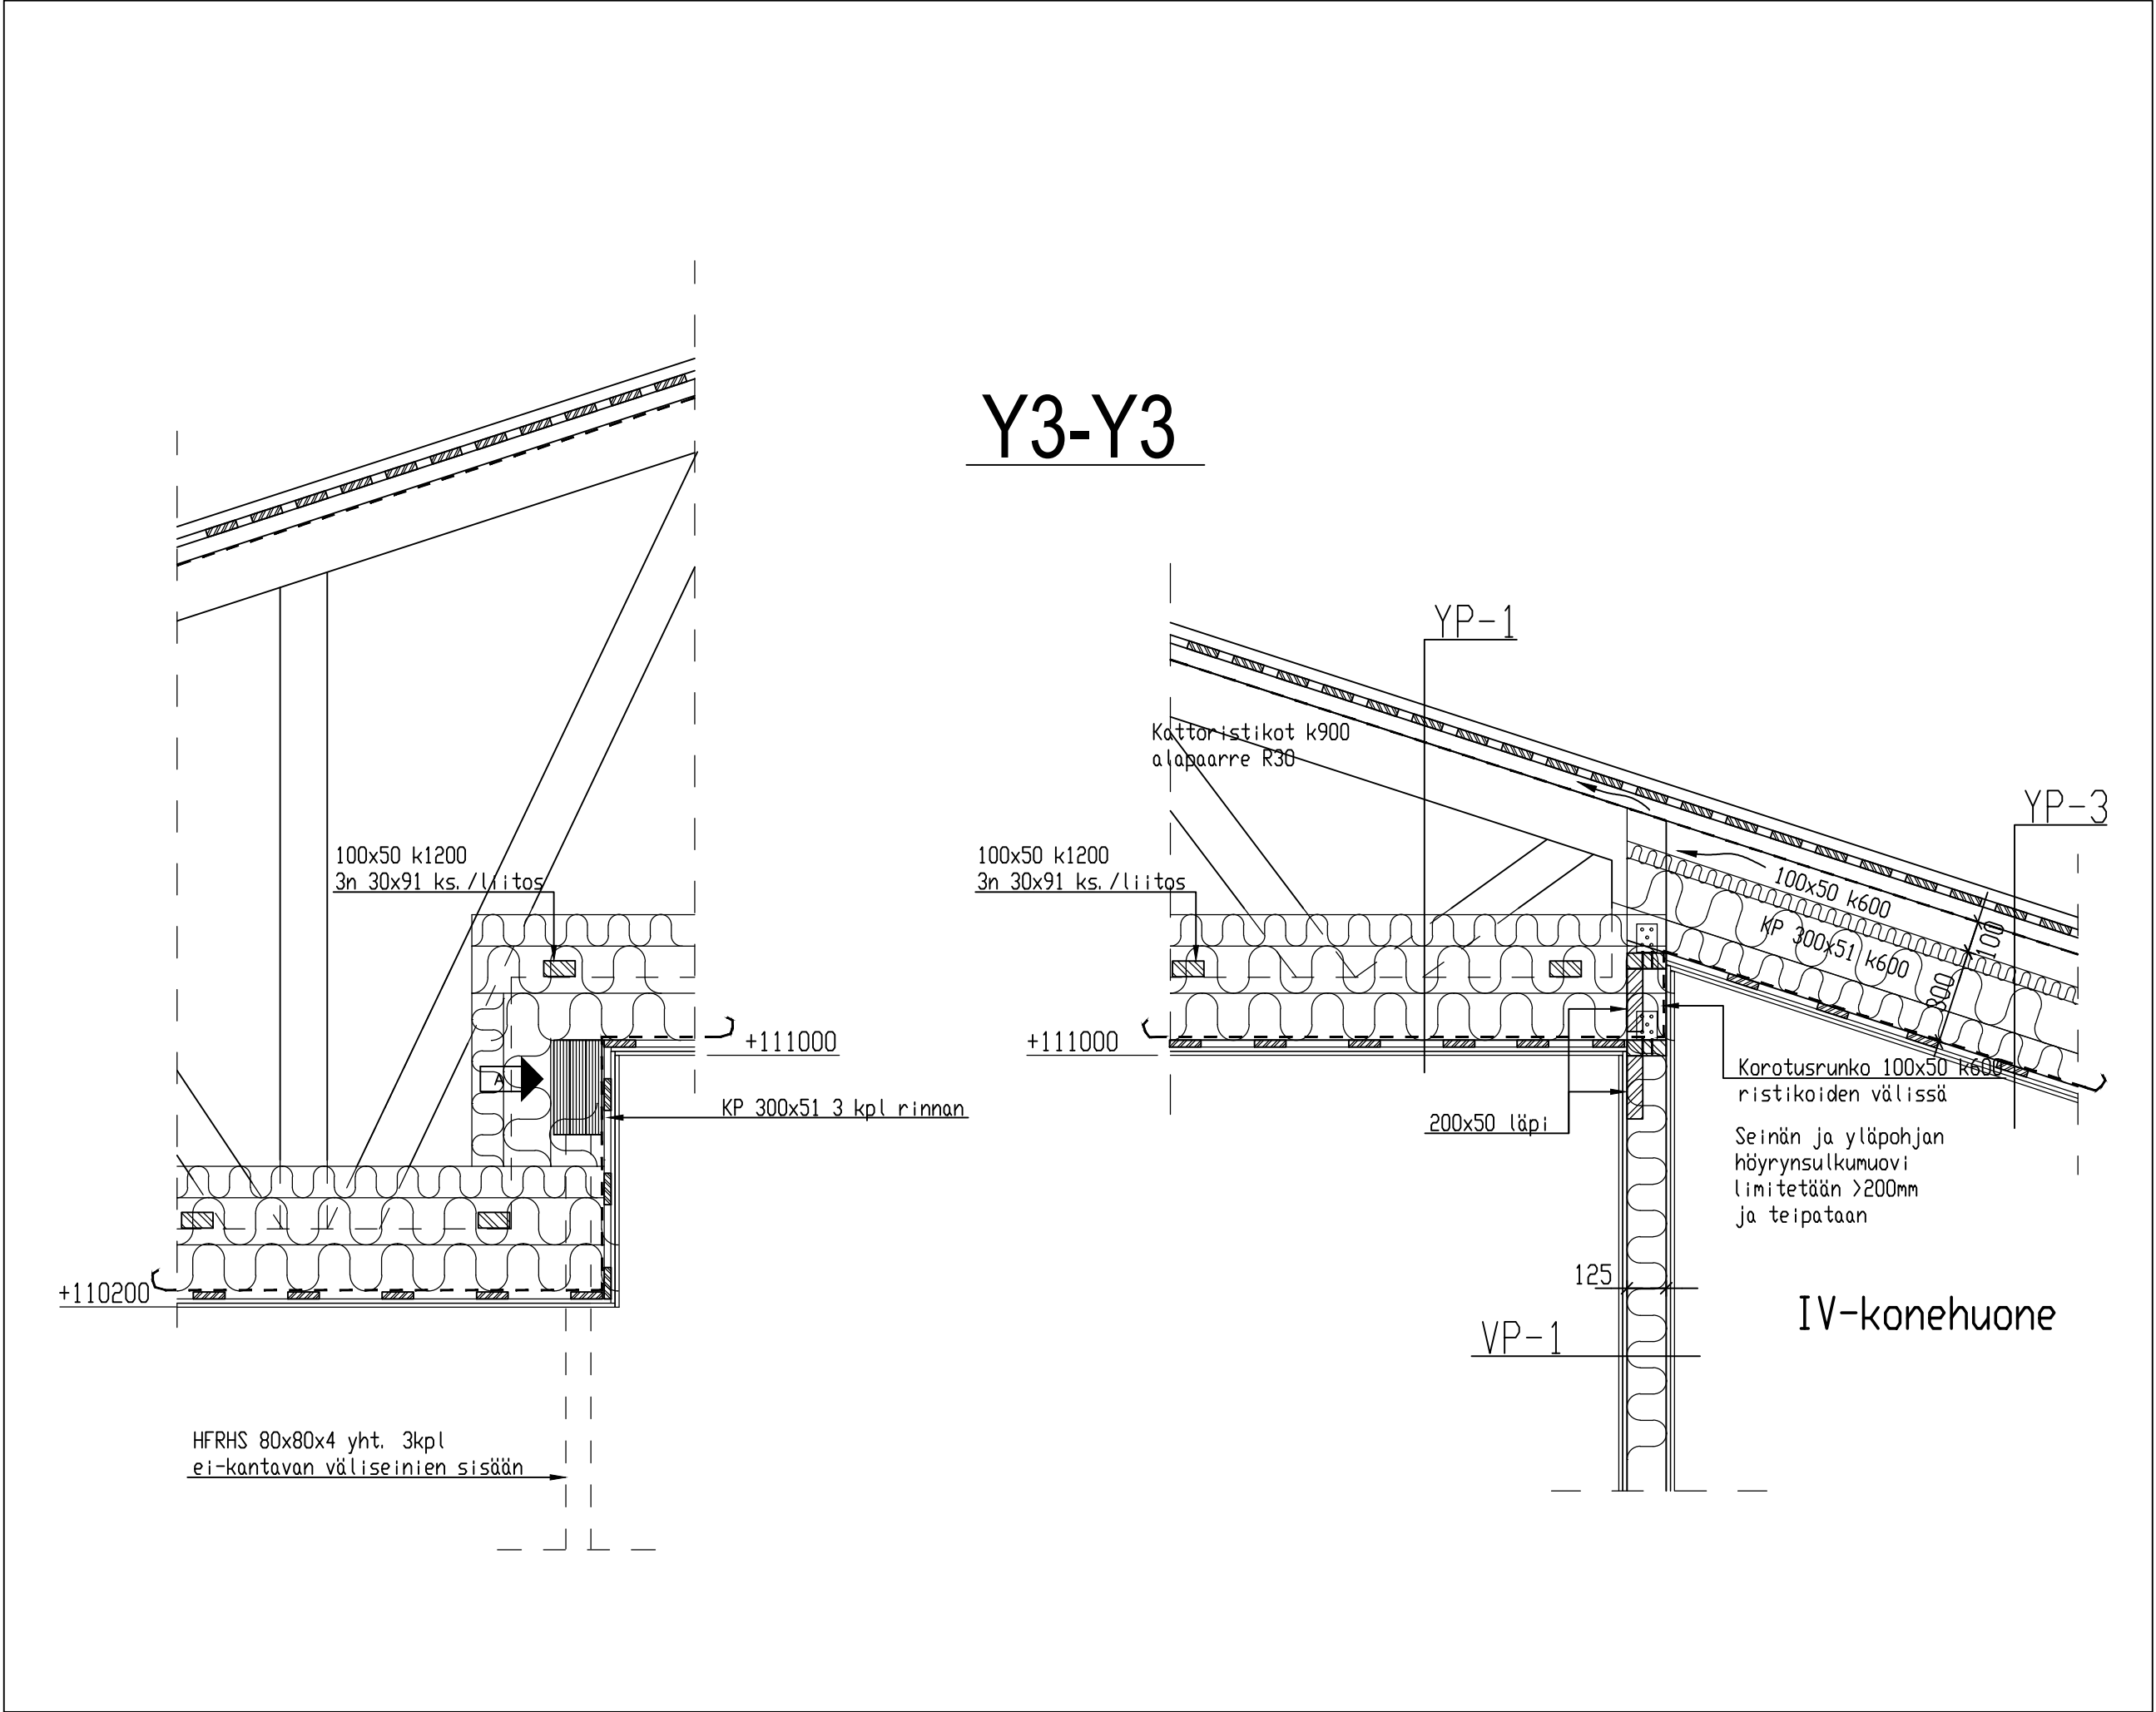 Y3-Y3
YP-1
Kattoristikot k900
alapaarre R30
YP-3
100x50 k1200
3n 30x91 ks./liitos
100x50 k1200
3n 30x91 ks./liitos
100x50 k600
KP 300x51 k600
100
300
+111000
+111000
A
KP 300x51 3 kpl rinnan
200x50 läpi
Korotusrunko 100x50 k600
ristikoiden välissä
Seinän ja yläpohjan
höyrynsulkumuovi
limitetään >200mm
ja teipataan
+110200
125
IV-konehuone
VP-1
HFRHS 80x80x4 yht. 3kpl
ei-kantavan väliseinien sisään